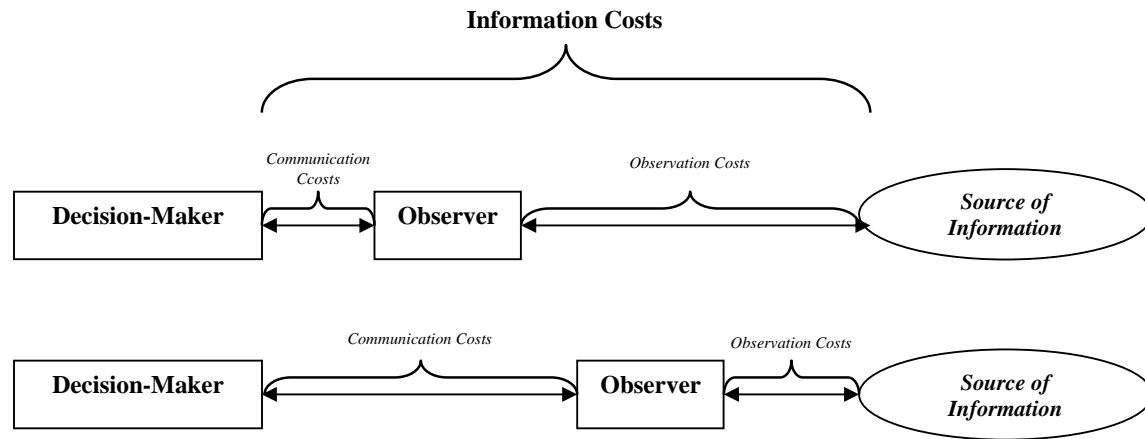 Information Costs
Communication
Ccosts
Observation Costs
Decision-Maker
Observer
Source of
Information
Communication Costs
Observation Costs
Decision-Maker
Observer
Source of
Information